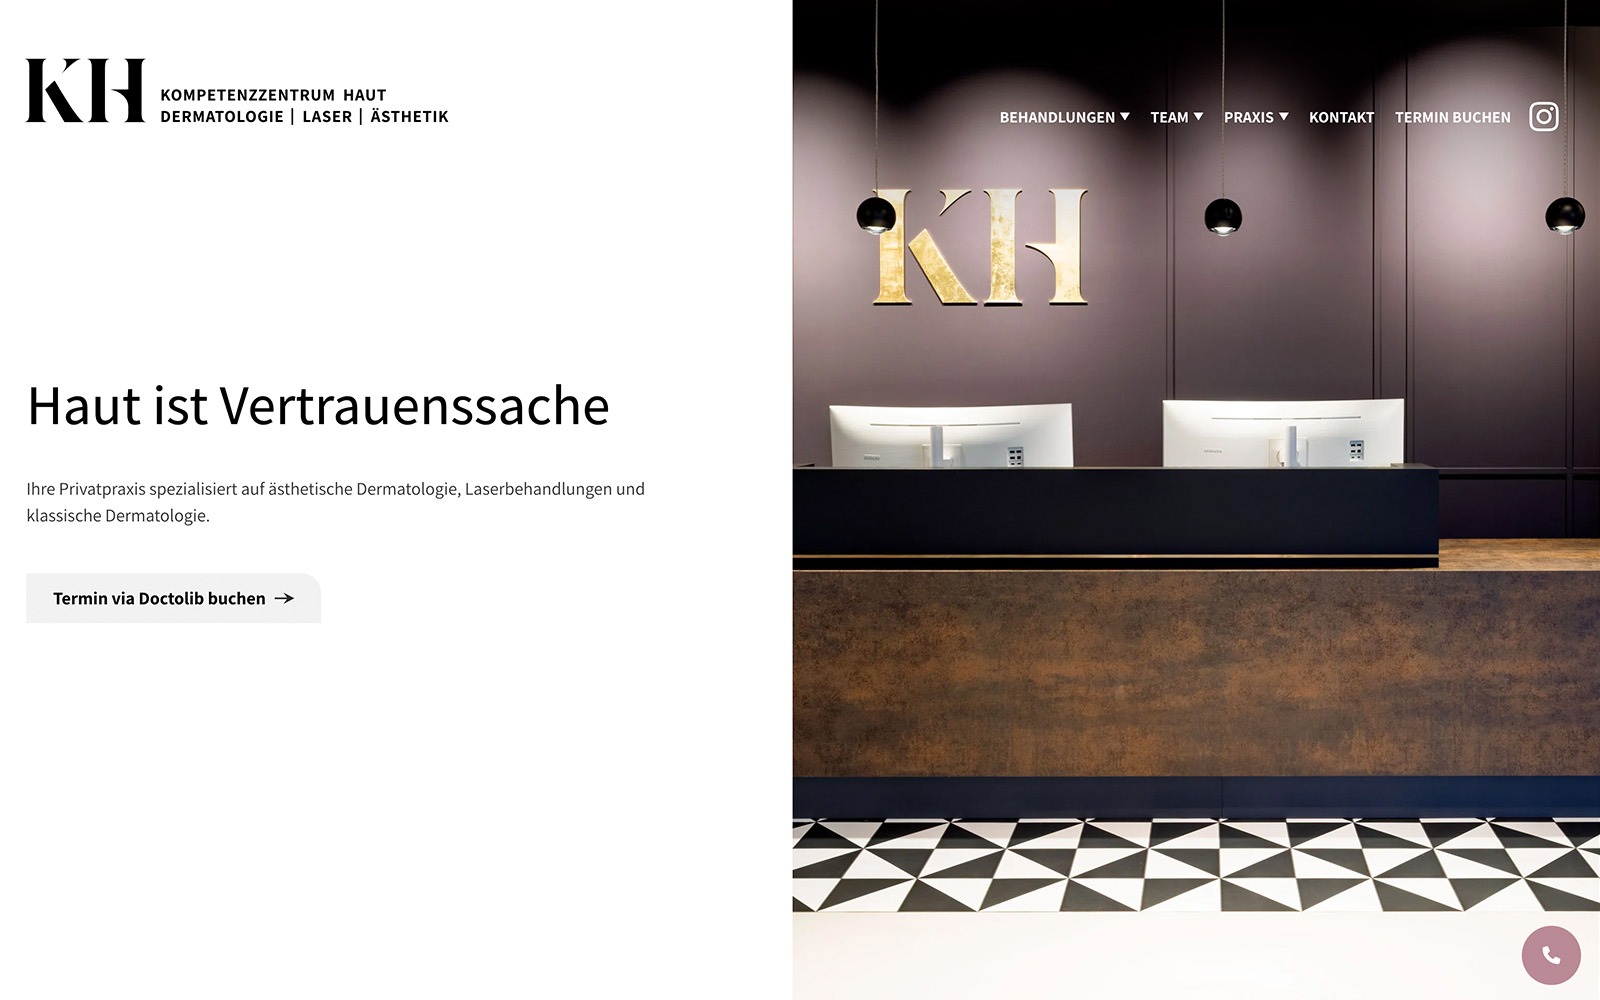 KH
KOMPETENZZENTRUM HAUT
DERMATOLOGIE | LASER | ÄSTHETIK
BEHANDLUNGEN
TEAM
PRAXIS
KONTAKT
TERMIN BUCHEN
KH
Haut ist Vertrauenssache
Ihre Privatpraxis spezialisiert auf ästhetische Dermatologie, Laserbehandlungen und
klassische Dermatologie.
Termin via Doctolib buchen